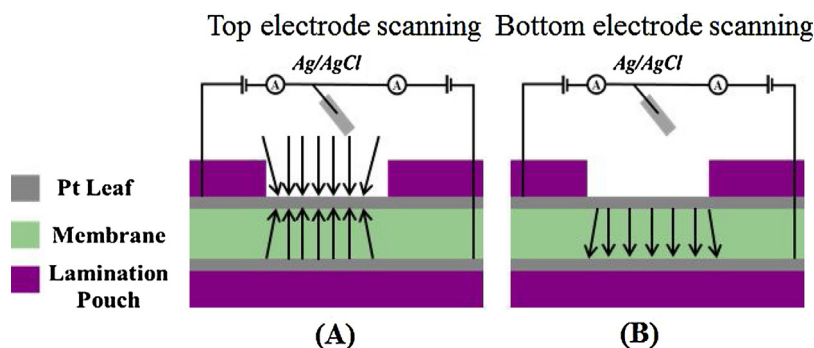 Top electrode scanning
Bottom electrode scanning
Ag/AgCl
Ag/AgCl
A
A
A
A
Pt Leaf
Membrane
Lamination
Pouch
(A)
(B)